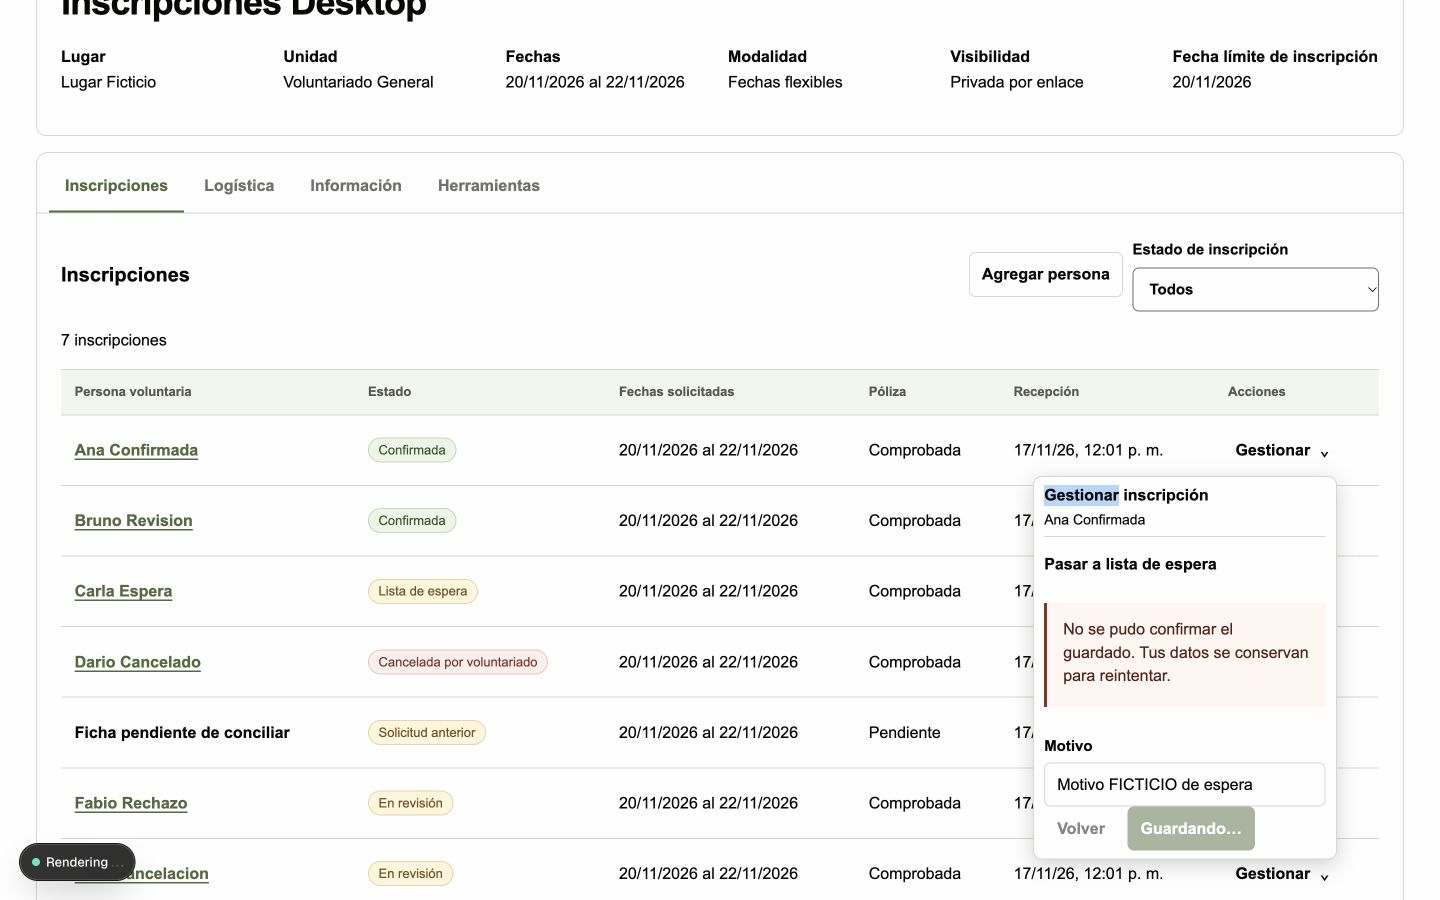 Inscripciones Desktop
Lugar
Unidad
Fechas
Modalidad
Visibilidad
Fecha límite de inscripción
Lugar Ficticio
Voluntariado General
20/11/2026 al 22/11/2026
Fechas flexibles
Privada por enlace
20/11/2026
Inscripciones
Logística
Información
Herramientas
Estado de inscripción
Inscripciones
Agregar persona
Todos
7 inscripciones
Persona voluntaria
Estado
Fechas solicitadas
Póliza
Recepción
Acciones
Ana Confirmada
Confirmada
20/11/2026 al 22/11/2026
Comprobada
17/11/26, 12:01 p. m.
Gestionar
Bruno Revision
Confirmada
20/11/2026 al 22/11/2026
Comprobada
17/
Carla Espera
Lista de espera
20/11/2026 al 22/11/2026
Comprobada
17/
Dario Cancelado
Cancelada por voluntariado
20/11/2026 al 22/11/2026
Comprobada
17/
Ficha pendiente de conciliar
Solicitud anterior
20/11/2026 al 22/11/2026
Pendiente
17/
Fabio Rechazo
En revisión
20/11/2026 al 22/11/2026
Comprobada
17/
ancelacion
En revisión
20/11/2026 al 22/11/2026
Comprobada
17/11/26, 12:01 p. m.
Gestionar
Gestionar inscripción
Ana Confirmada
Pasar a lista de espera
No se pudo confirmar el
guardado. Tus datos se conservan
para reintentar.
Motivo
Motivo FICTICIO de espera
Volver
Guardando…
Rendering ...